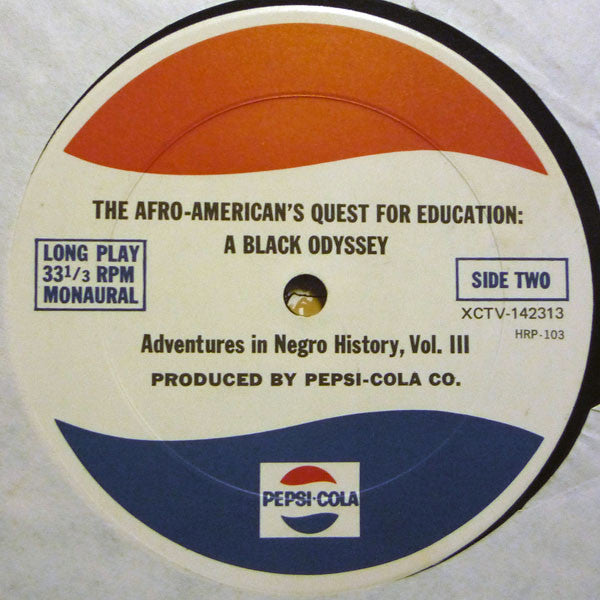 THE AFRO-AMERICAN'S QUEST FOR EDUCATION:
A BLACK ODYSSEY
LONG PLAY
33 1/3 RPM
MONAURAL
SIDE TWO
XCTV-142313
HRP-103
Adventures in Negro History, Vol. III
PRODUCED BY PEPSI-COLA CO.
PEPSI-COLA